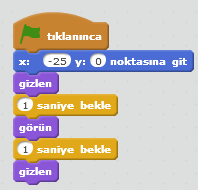 tıklanınca
x: -25 y: 0 noktasına git
gizlen
1 saniye bekle
görün
1 saniye bekle
gizlen